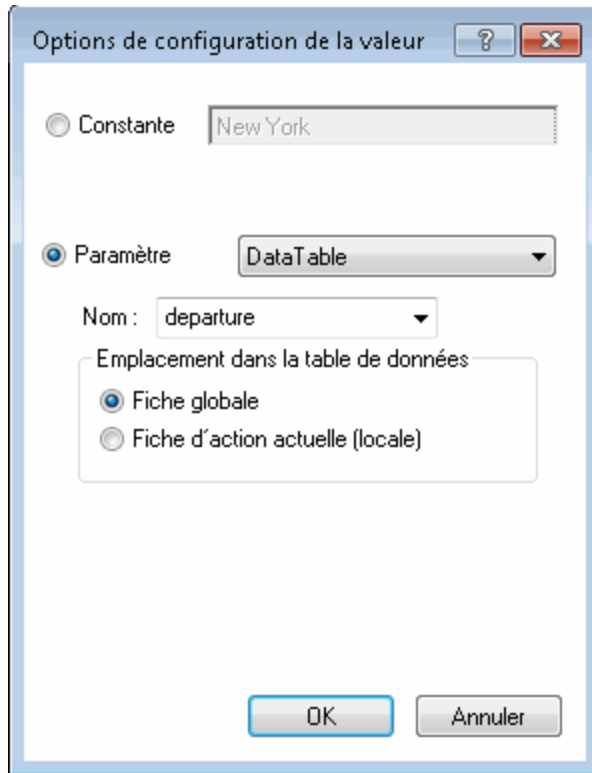 Options de configuration de la valeur
Constante New York
Paramètre DataTable
Nom : departure
Emplacement dans la table de données
Fiche globale
Fiche d´action actuelle (locale)
OK Annuler